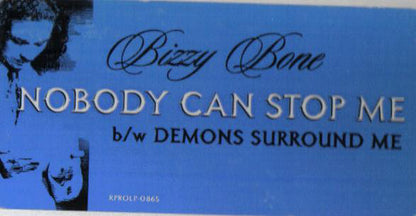 Bizzy Bone
NOBODY CAN STOP ME
b/w DEMONS SURROUND ME
RPROLP-0865